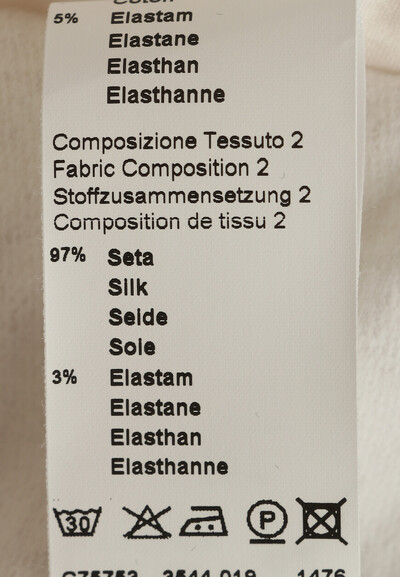 5% Elastam
Elastane
Elasthan
Elasthanne
Composizione Tessuto 2
Fabric Composition 2
Stoffzusammensetzung 2
Composition de tissu 2
97% Seta
Silk
Seide
Soie
3% Elastam
Elastane
Elasthan
Elasthanne
30 P